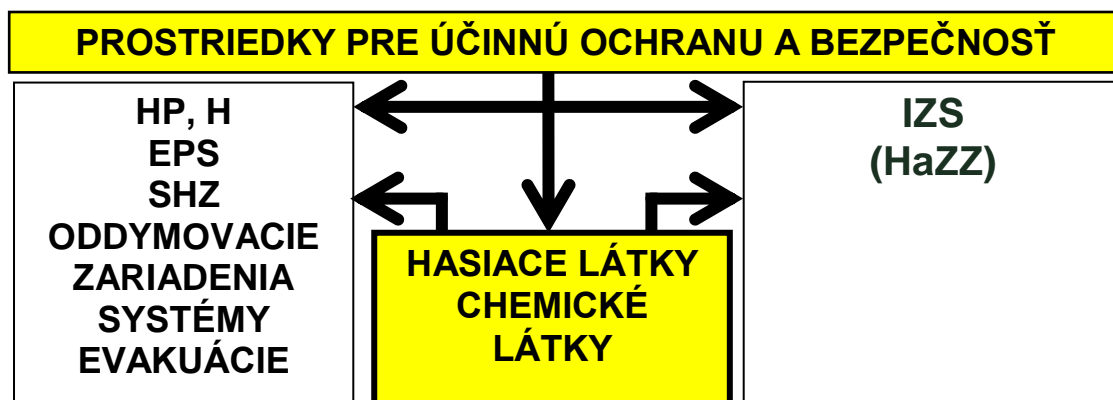 PROSTRIEDKY PRE ÚČINNÚ OCHRANU A BEZPEČNOSŤ
HP, H
EPS
SHZ
ODDYMOVACIE
ZARIADENIA
SYSTÉMY
EVAKUÁCIE
HASIACE LÁTKY
CHEMICKÉ
LÁTKY
IZS
(HaZZ)